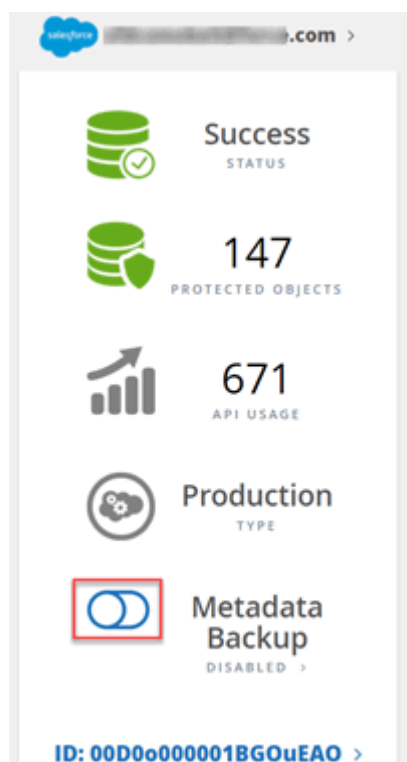 salesforce .com >
Success
STATUS
147
PROTECTED OBJECTS
671
API USAGE
Production
TYPE
Metadata
Backup
DISABLED >
ID: 00D0o000001BGOuEAO >